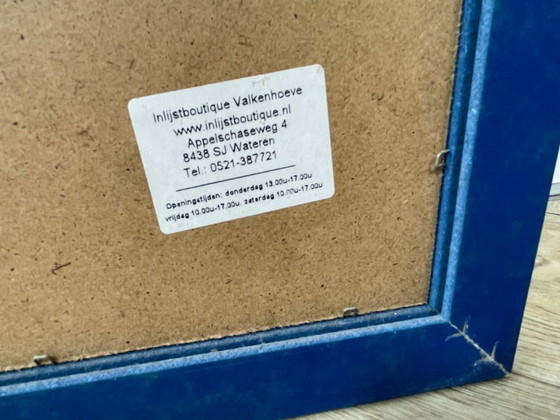 Inlijstboutique Valkenhoeve
www.inlijstboutique.nl
Appelschaseweg 4
8438 SJ Wateren
Tel.: 0521-387721
Openingstijden: donderdag 13.00u-17.00u
vrijdag 10.00u-17.00u. zaterdag 10.00u-17.00u